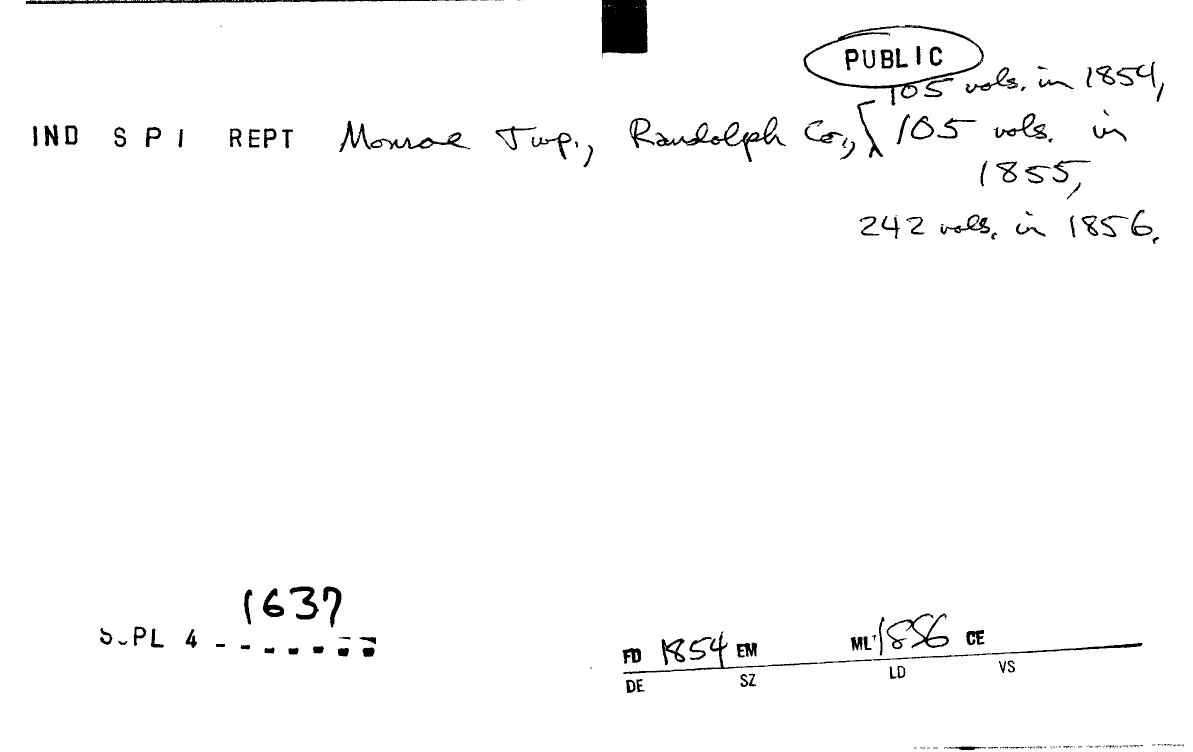 PUBLIC
105 vols. in 1854,
IND S P I REPT Monroe Twp., Randolph Co., 105 vols. in
1855,
242 vols. in 1856.
1637
PL 4
FD 1854 EM ML 1856 CE
DE SZ LD VS